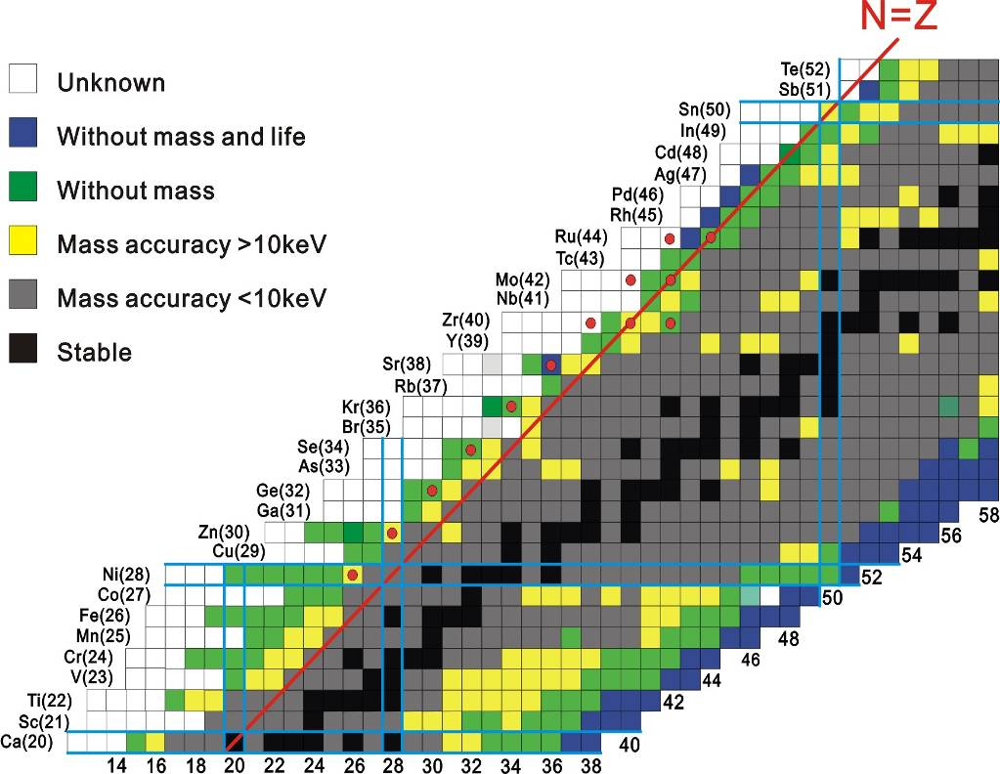 N=Z
Unknown
Without mass and life
Without mass
Mass accuracy >10keV
Mass accuracy <10keV
Stable
Te(52)
Sb(51)
Sn(50)
In(49)
Cd(48)
Ag(47)
Pd(46)
Rh(45)
Ru(44)
Tc(43)
Mo(42)
Nb(41)
Zr(40)
Y(39)
Sr(38)
Rb(37)
Kr(36)
Br(35)
Se(34)
As(33)
Ge(32)
Ga(31)
Zn(30)
Cu(29)
Ni(28)
Co(27)
Fe(26)
Mn(25)
Cr(24)
V(23)
Ti(22)
Sc(21)
Ca(20)
14 16 18 20 22 24 26 28 30 32 34 36 38
40
42
44
46
48
50
52
54
56
58